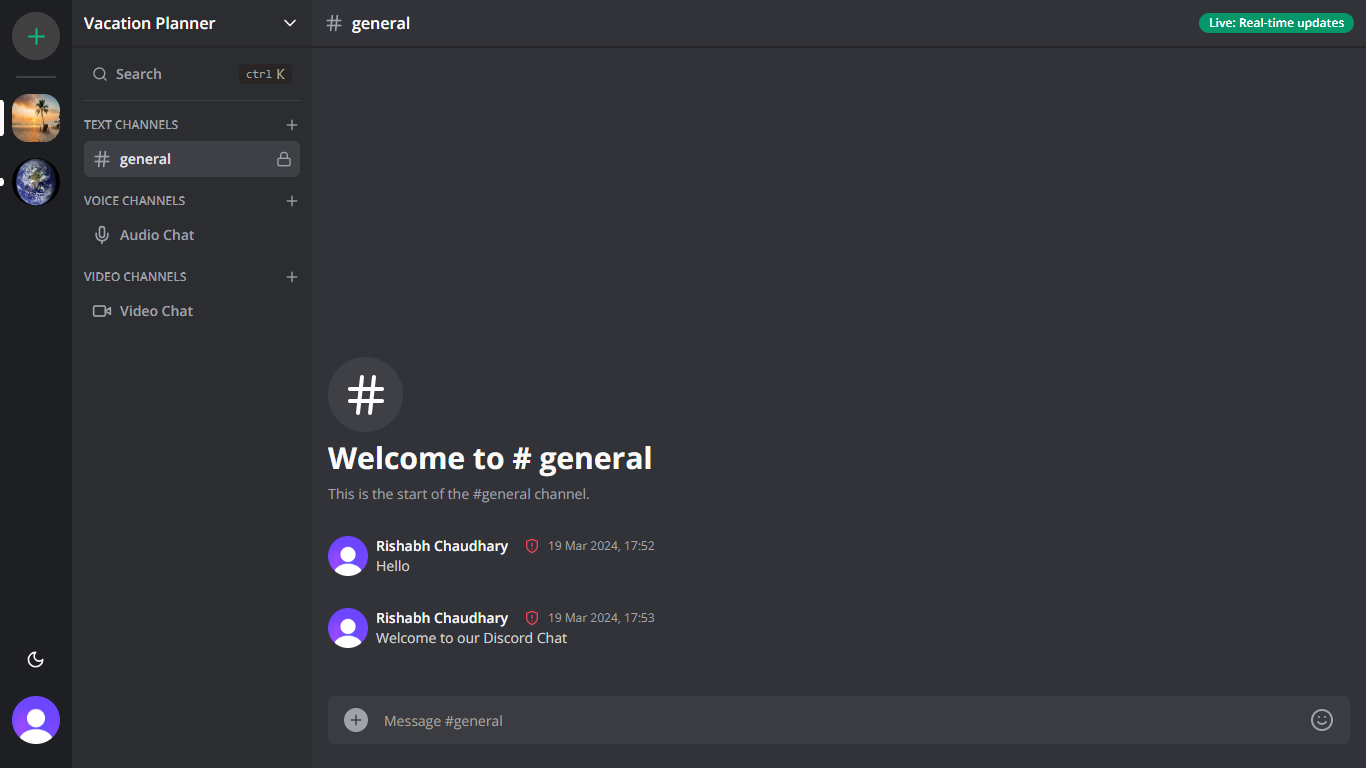 Vacation Planner
# general
Live: Real-time updates
Search
ctrl K
TEXT CHANNELS
# general
VOICE CHANNELS
Audio Chat
VIDEO CHANNELS
Video Chat
#
Welcome to # general
This is the start of the #general channel.
Rishabh Chaudhary 19 Mar 2024, 17:52
Hello
Rishabh Chaudhary 19 Mar 2024, 17:53
Welcome to our Discord Chat
Message #general